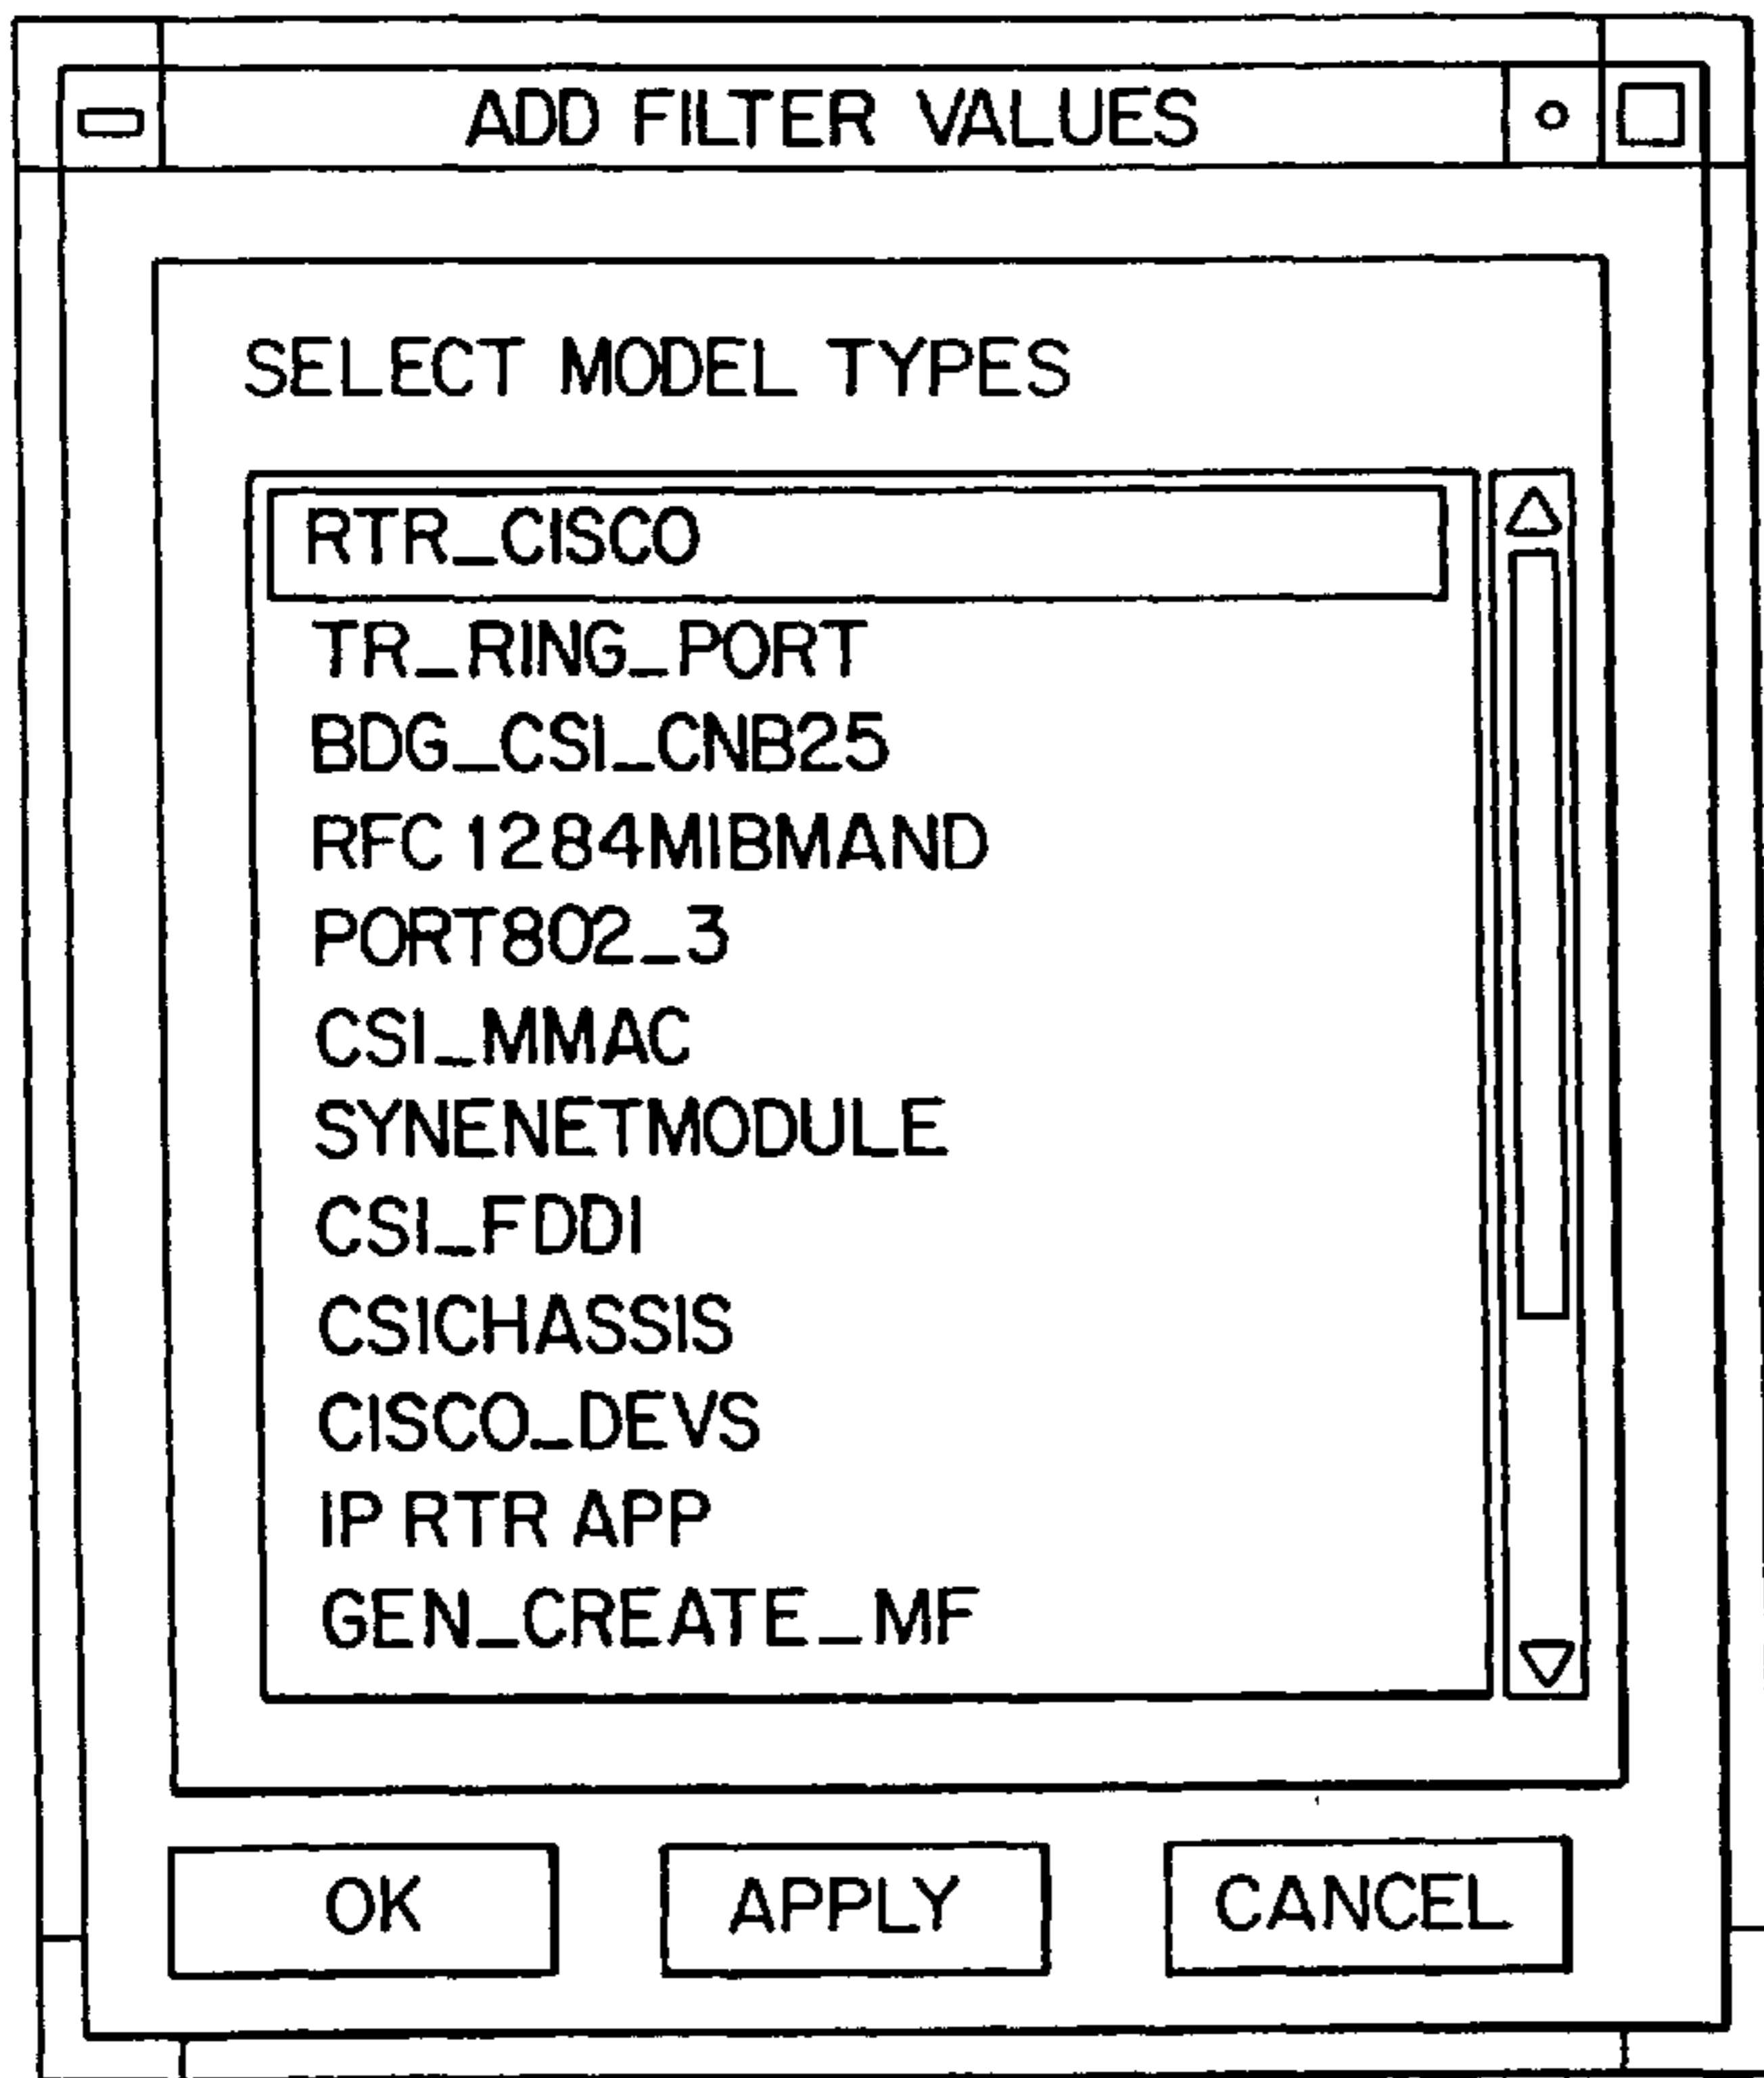 ADD FILTER VALUES
SELECT MODEL TYPES
RTR_CISCO
TR_RING_PORT
BDG_CSI_CNB25
RFC 1284MIBMAND
PORT802_3
CSI_MMAC
SYNENETMODULE
CSI_FDDI
CSICHASSIS
CISCO_DEVS
IP RTR APP
GEN_CREATE_MF
OK APPLY CANCEL